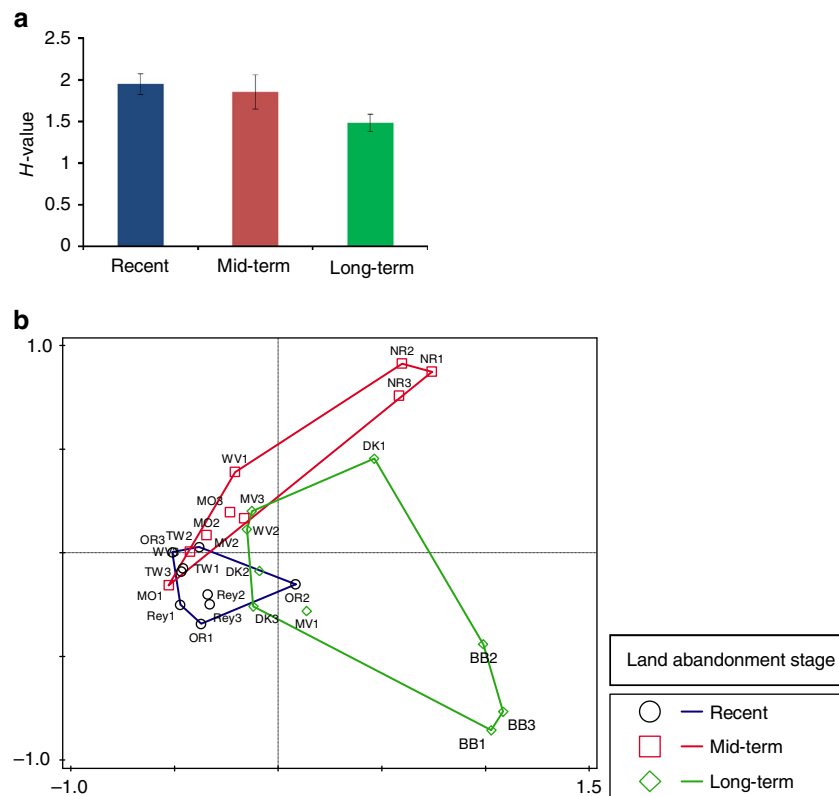 a
2.5
2
1.5
1
0.5
0
H-value
Recent Mid-term Long-term
b
1.0
NR2
NR1
NR3
DK1
WV1
MO3
MV3
MO2
WV2
OR3
TW2
MV2
TW3
TW1
DK2
MO1
OR2
Rey1
Rey2
Rey3
DK3
MV1
OR1
BB2
BB3
BB1
-1.0
-1.0
1.5
Land abandonment stage
Recent
Mid-term
Long-term